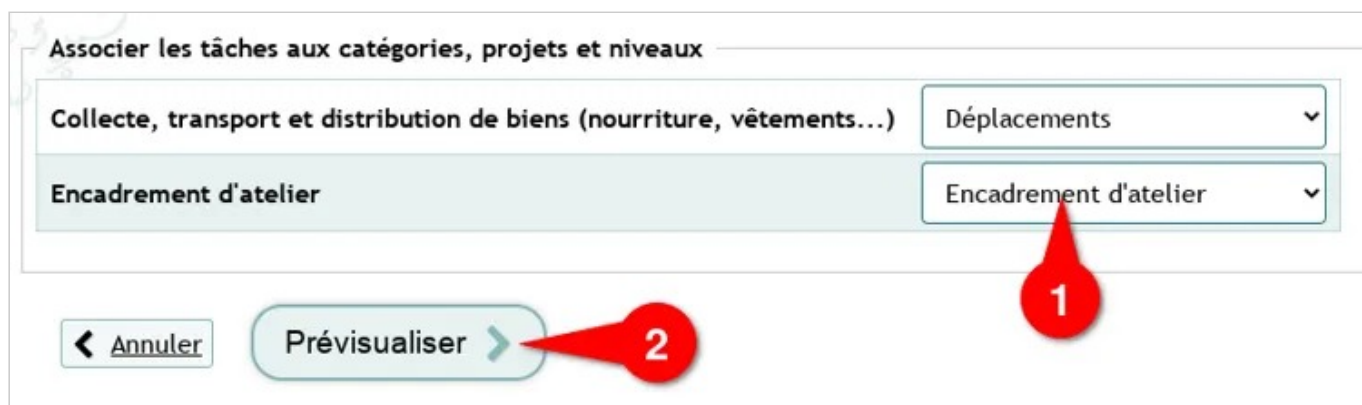 Associer les tâches aux catégories, projets et niveaux
Collecte, transport et distribution de biens (nourriture, vêtements...) Déplacements
Encadrement d'atelier Encadrement d'atelier
1
Annuler Prévisualiser 2